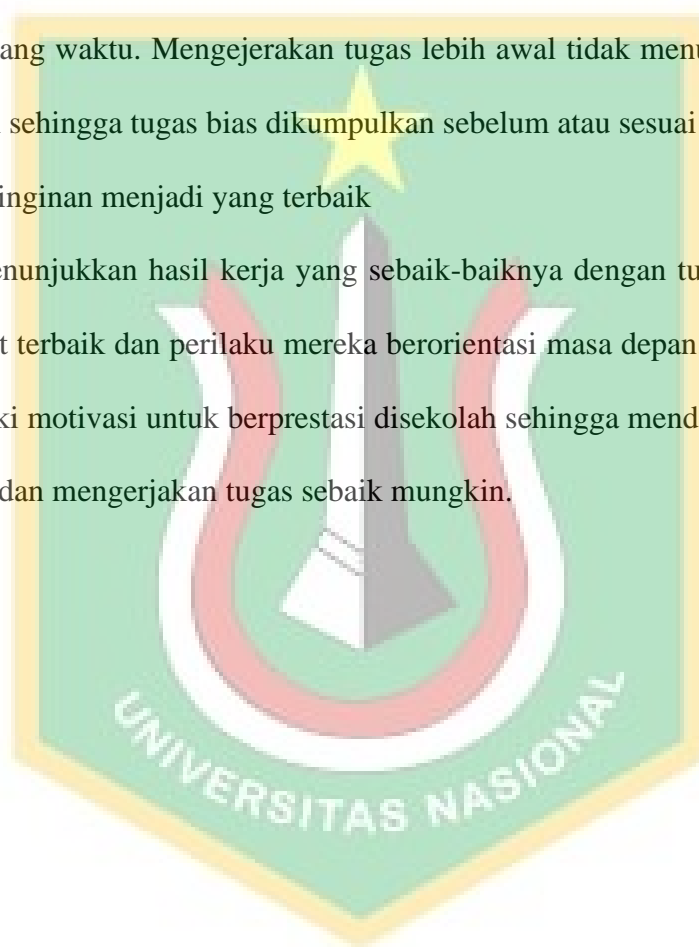 ang waktu. Mengejerakan tugas lebih awal tidak menu
sehingga tugas bias dikumpulkan sebelum atau sesuai
inginan menjadi yang terbaik
enunjukkan hasil kerja yang sebaik-baiknya dengan tu
t terbaik dan perilaku mereka berorientasi masa depan
ki motivasi untuk berprestasi disekolah sehingga mend
dan mengerjakan tugas sebaik mungkin.
UNIVERSITAS NASIONAL